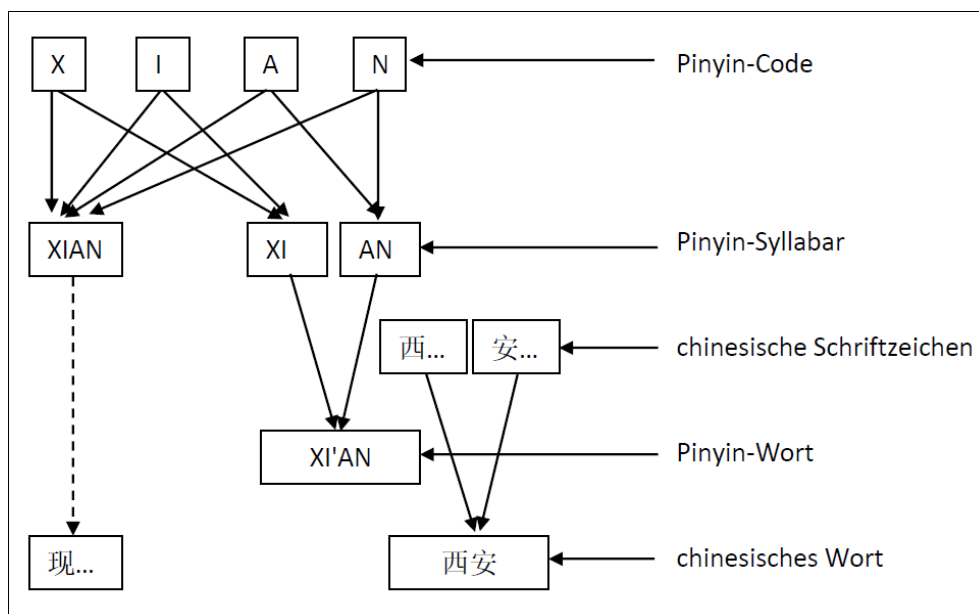 X I A N Pinyin-Code
XIAN XI AN Pinyin-Syllabar
西... 安... chinesische Schriftzeichen
XI'AN Pinyin-Wort
现... 西安 chinesisches Wort